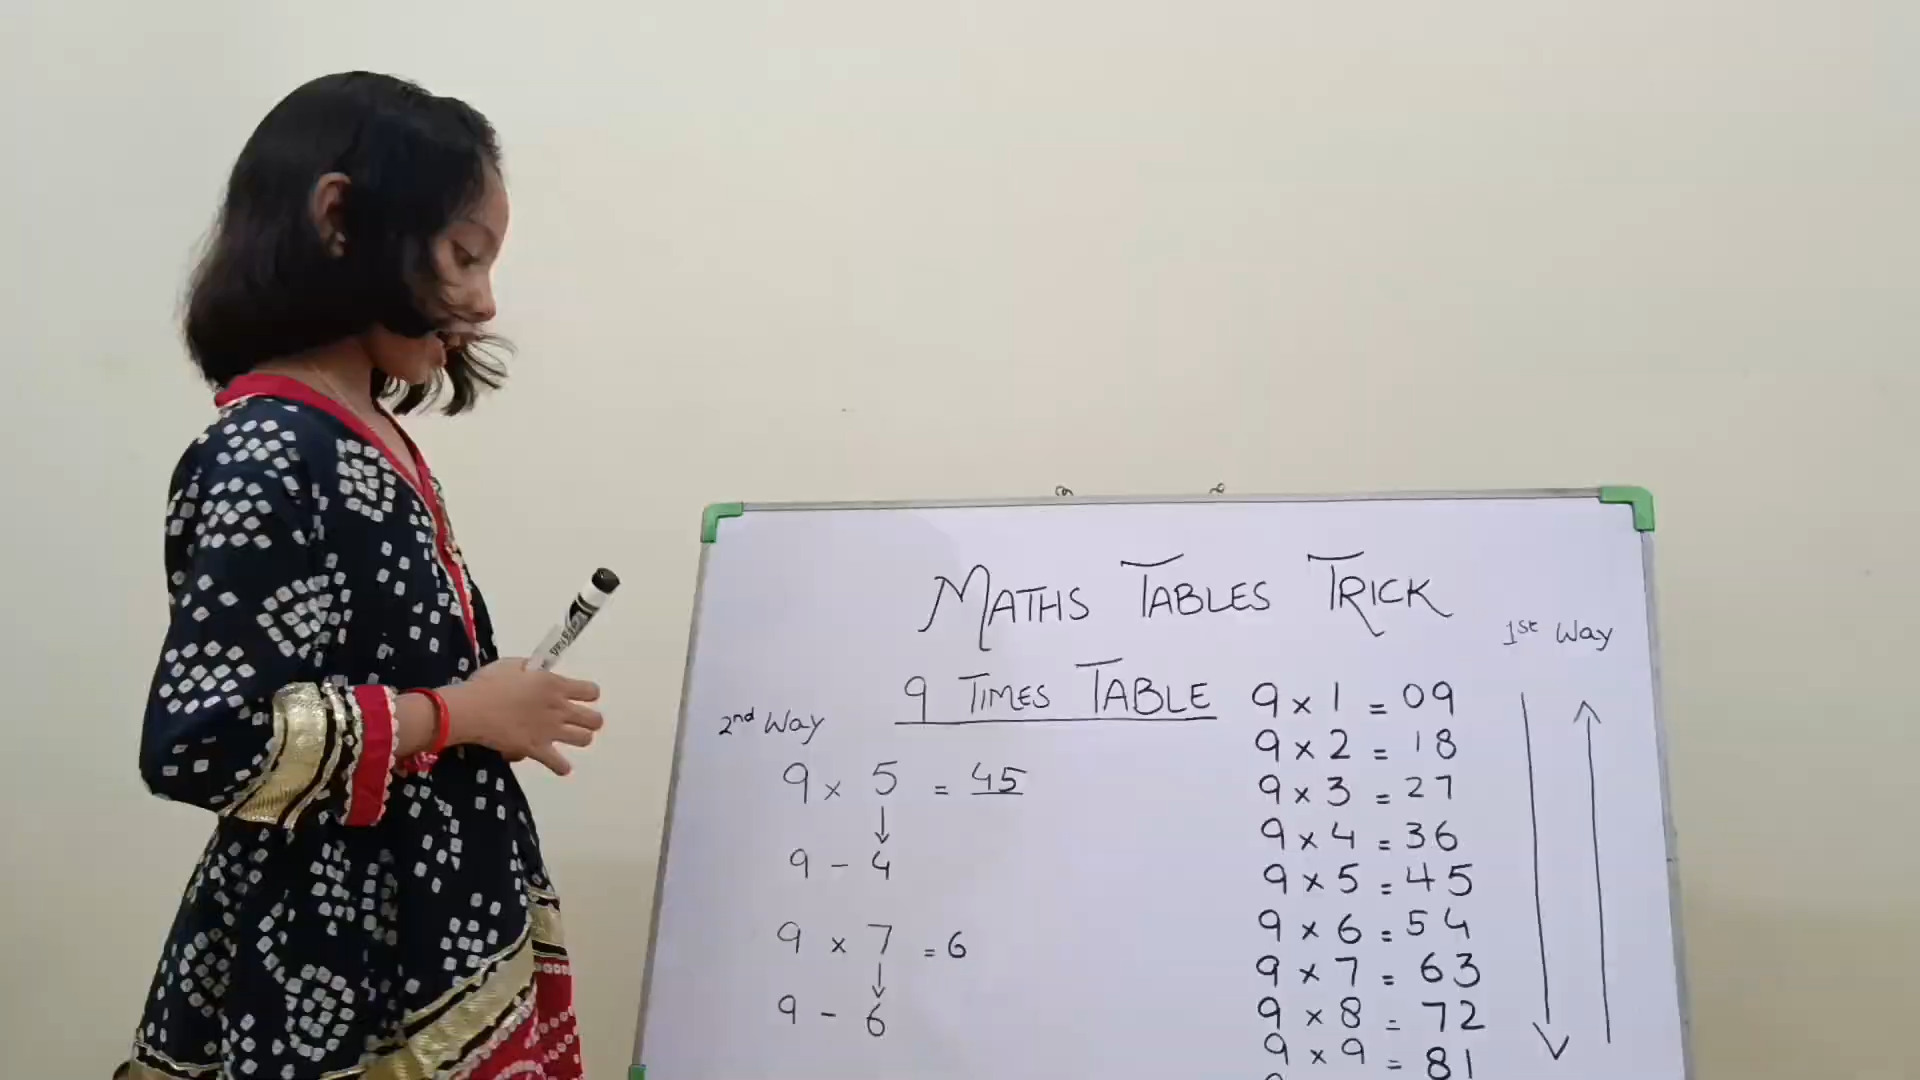 MATHS TABLES TRICK
1st Way
9 TIMES TABLE
2nd Way
9 × 5 = 45
9 - 4
9 × 7 = 6
9 - 6
9 × 1 = 09
9 × 2 = 18
9 × 3 = 27
9 × 4 = 36
9 × 5 = 45
9 × 6 = 54
9 × 7 = 63
9 × 8 = 72
9 × 9 = 81